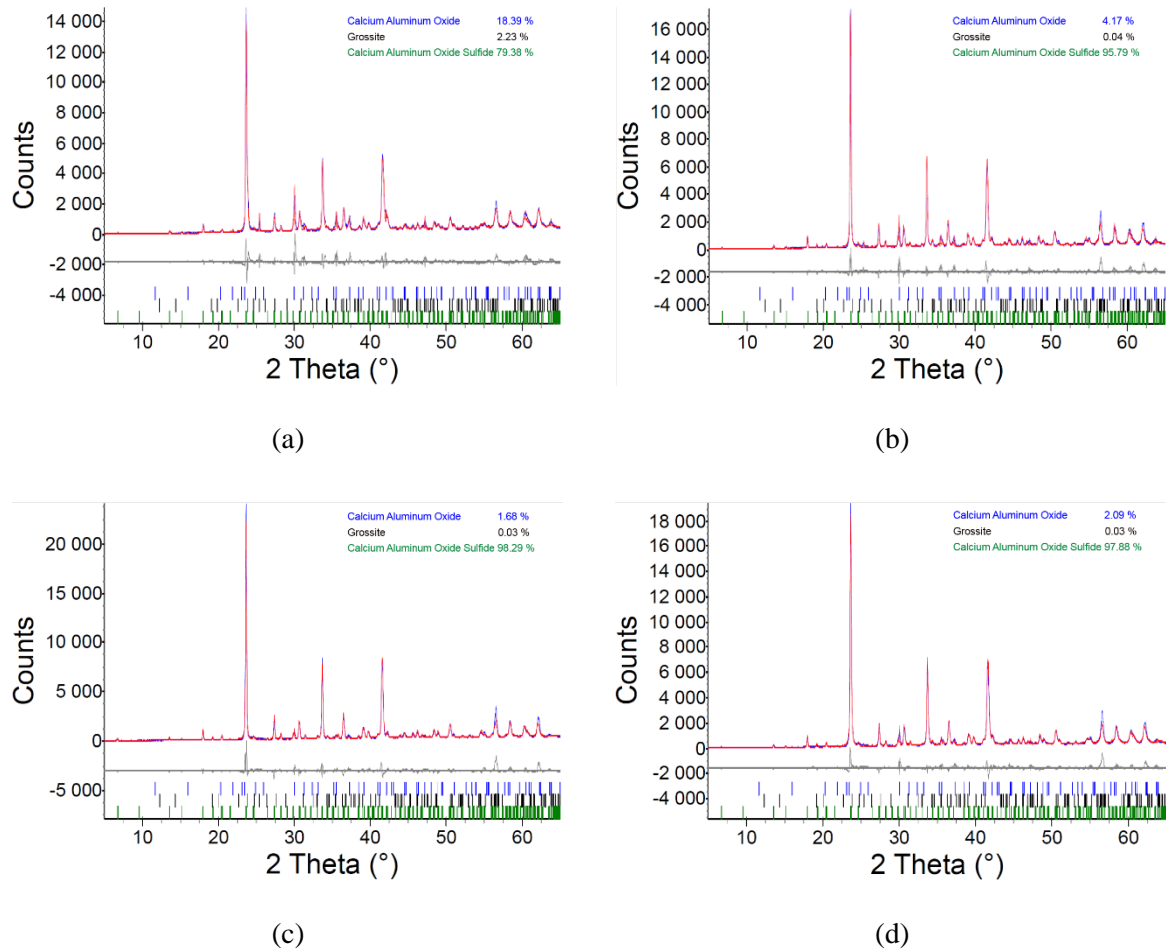 14 000
12 000
10 000
8 000
6 000
4 000
2 000
0
-2 000
-4 000
Counts
Calcium Aluminum Oxide 18.39 %
Grossite 2.23 %
Calcium Aluminum Oxide Sulfide 79.38 %
10 20 30 40 50 60
2 Theta (°)
(a)
16 000
14 000
12 000
10 000
8 000
6 000
4 000
2 000
0
-2 000
-4 000
Counts
Calcium Aluminum Oxide 4.17 %
Grossite 0.04 %
Calcium Aluminum Oxide Sulfide 95.79 %
10 20 30 40 50 60
2 Theta (°)
(b)
20 000
15 000
10 000
5 000
0
-5 000
Counts
Calcium Aluminum Oxide 1.68 %
Grossite 0.03 %
Calcium Aluminum Oxide Sulfide 98.29 %
10 20 30 40 50 60
2 Theta (°)
(c)
18 000
16 000
14 000
12 000
10 000
8 000
6 000
4 000
2 000
0
-2 000
-4 000
Counts
Calcium Aluminum Oxide 2.09 %
Grossite 0.03 %
Calcium Aluminum Oxide Sulfide 97.88 %
10 20 30 40 50 60
2 Theta (°)
(d)